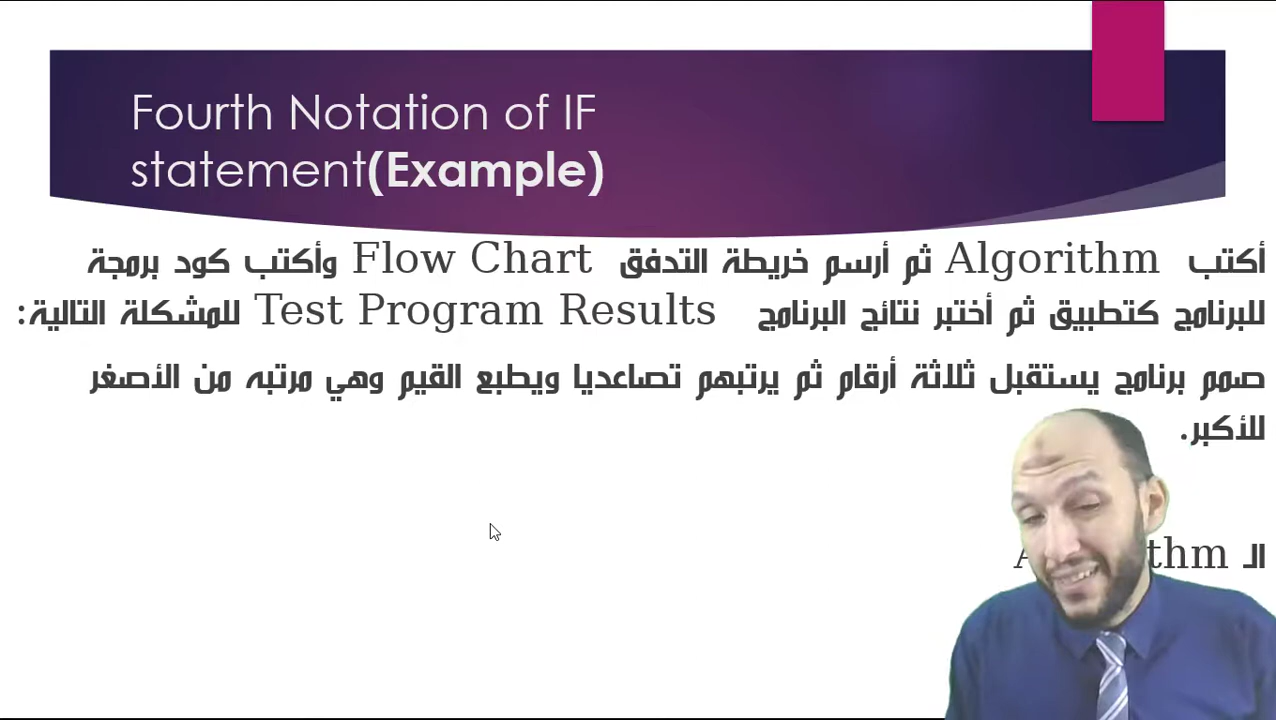 Fourth Notation of IF
statement(Example)
أكتب Algorithm ثم أرسم خريطة التدفق Flow Chart وأكتب كود برمجة
للبرنامج كتطبيق ثم أختبر نتائج البرنامج Test Program Results للمشكلة التالية:
صمم برنامج يستقبل ثلاثة أرقام ثم يرتبهم تصاعديا ويطبع القيم وهي مرتبه من الأصغر
للأكبر.
الـ